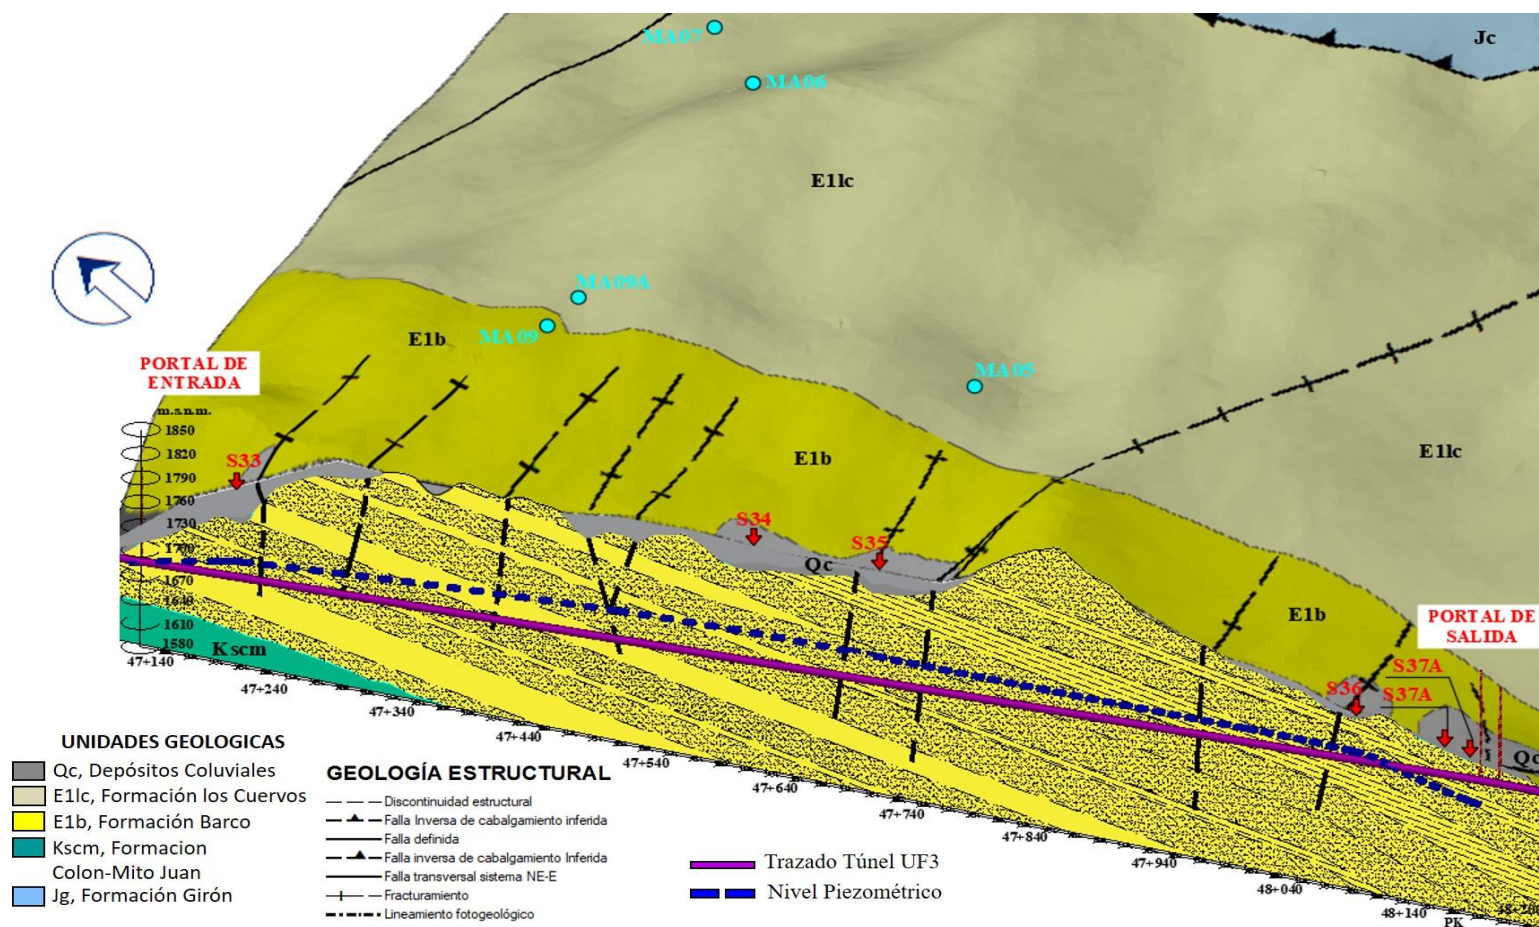 MA07
Jc
MA06
E1lc
MA09A
MA09
E1b
PORTAL DE
ENTRADA
MA05
m.s.n.m.
1850
1820
1790
1760
1730
1700
1670
1640
1610
1580
S33
E1b
E1lc
S34
S35
Qc
E1b
PORTAL DE
SALIDA
S37A
S36
S37A
Qc
Kscm
47+140
47+240
47+340
47+440
47+540
47+640
47+740
47+840
47+940
48+040
48+140
PK
UNIDADES GEOLOGICAS
Qc, Depósitos Coluviales
E1lc, Formación los Cuervos
E1b, Formación Barco
Kscm, Formacion
Colon-Mito Juan
Jg, Formación Girón
GEOLOGÍA ESTRUCTURAL
Discontinuidad estructural
Falla Inversa de cabalgamiento inferida
Falla definida
Falla inversa de cabalgamiento Inferida
Falla transversal sistema NE-E
Fracturamiento
Lineamiento fotogeológico
Trazado Túnel UF3
Nivel Piezométrico